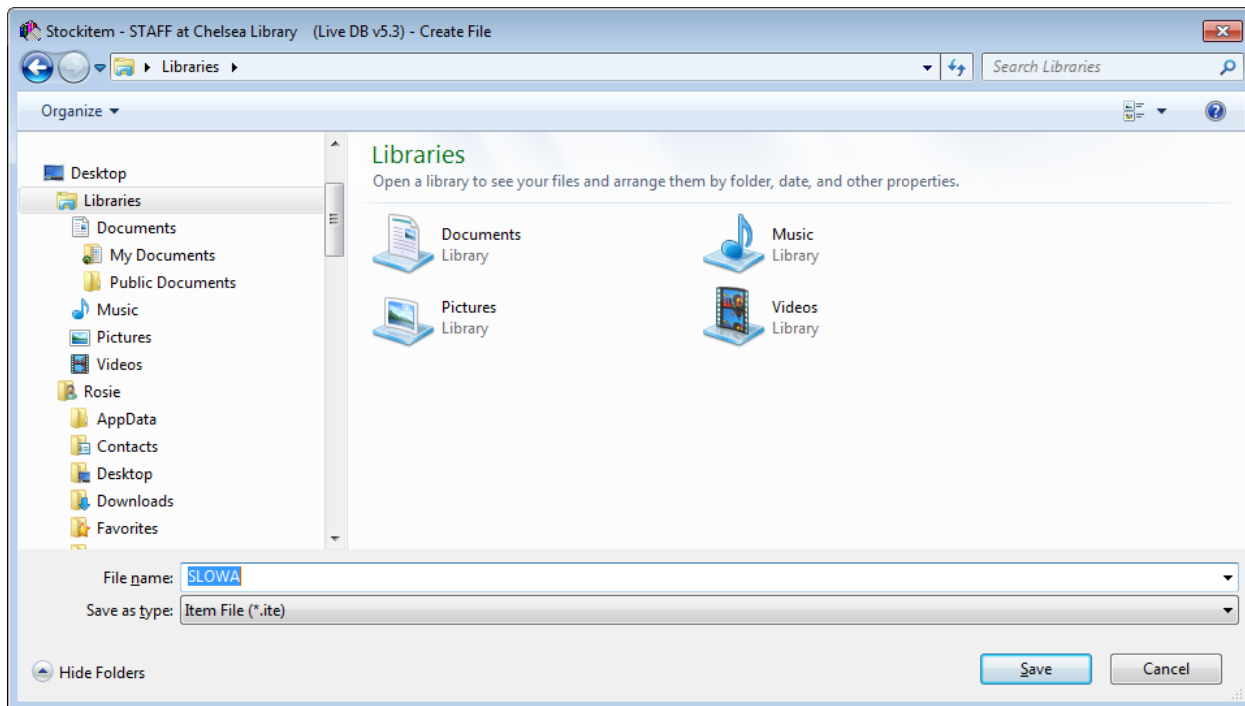 Stockitem - STAFF at Chelsea Library (Live DB v5.3) - Create File
Libraries
Search Libraries
Organize
Libraries
Open a library to see your files and arrange them by folder, date, and other properties.
Desktop
Libraries
Documents
My Documents
Public Documents
Music
Pictures
Videos
Rosie
AppData
Contacts
Desktop
Downloads
Favorites
Documents
Library
Music
Library
Pictures
Library
Videos
Library
File name: SLOWA
Save as type: Item File (*.ite)
Hide Folders
Save Cancel